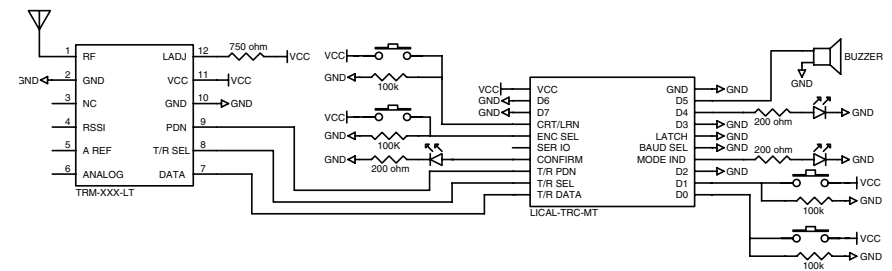 1 RF LADJ 12 750 ohm VCC
GND 2 GND VCC 11 VCC
3 NC GND 10 GND
4 RSSI PDN 9
5 A REF T/R SEL 8
6 ANALOG DATA 7
TRM-XXX-LT
VCC
GND
100k
VCC
GND
100K
GND
200 ohm
VCC VCC GND GND
GND D6 D5
GND D7 D4
CRT/LRN D3 GND
ENC SEL LATCH GND
SER IO BAUD SEL GND
CONFIRM MODE IND
T/R PDN D2 GND
T/R SEL D1
T/R DATA D0
LICAL-TRC-MT
BUZZER
GND
200 ohm
GND
200 ohm
GND
VCC
GND
100k
VCC
GND
100k